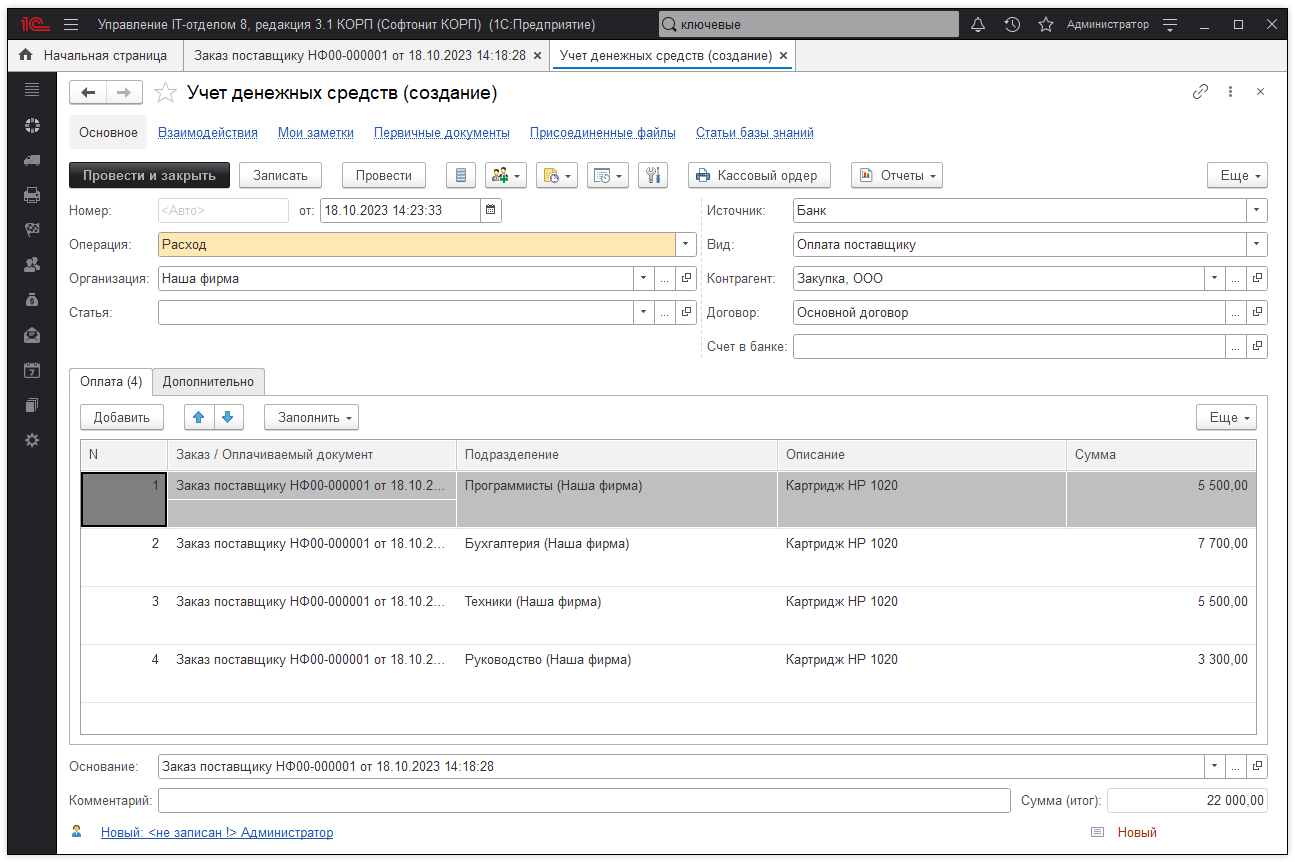 1С Управление IT-отделом 8, редакция 3.1 КОРП (Софтонит КОРП) (1С:Предприятие) ключевые Администратор
Начальная страница Заказ поставщику НФ00-000001 от 18.10.2023 14:18:28 × Учет денежных средств (создание) ×
Учет денежных средств (создание)
Основное Взаимодействия Мои заметки Первичные документы Присоединенные файлы Статьи базы знаний
Провести и закрыть Записать Провести Кассовый ордер Отчеты Еще
Номер: <Авто> от: 18.10.2023 14:23:33 Источник: Банк
Операция: Расход Вид: Оплата поставщику
Организация: Наша фирма ... Контрагент: Закупка, ООО ...
Статья: ... Договор: Основной договор ...
Счет в банке: ...
Оплата (4) Дополнительно
Добавить Заполнить Еще
N Заказ / Оплачиваемый документ Подразделение Описание Сумма
1 Заказ поставщику НФ00-000001 от 18.10.2... Программисты (Наша фирма) Картридж HP 1020 5 500,00
2 Заказ поставщику НФ00-000001 от 18.10.2... Бухгалтерия (Наша фирма) Картридж HP 1020 7 700,00
3 Заказ поставщику НФ00-000001 от 18.10.2... Техники (Наша фирма) Картридж HP 1020 5 500,00
4 Заказ поставщику НФ00-000001 от 18.10.2... Руководство (Наша фирма) Картридж HP 1020 3 300,00
Основание: Заказ поставщику НФ00-000001 от 18.10.2023 14:18:28 ...
Комментарий: Сумма (итог): 22 000,00
Новый: <не записан !> Администратор Новый